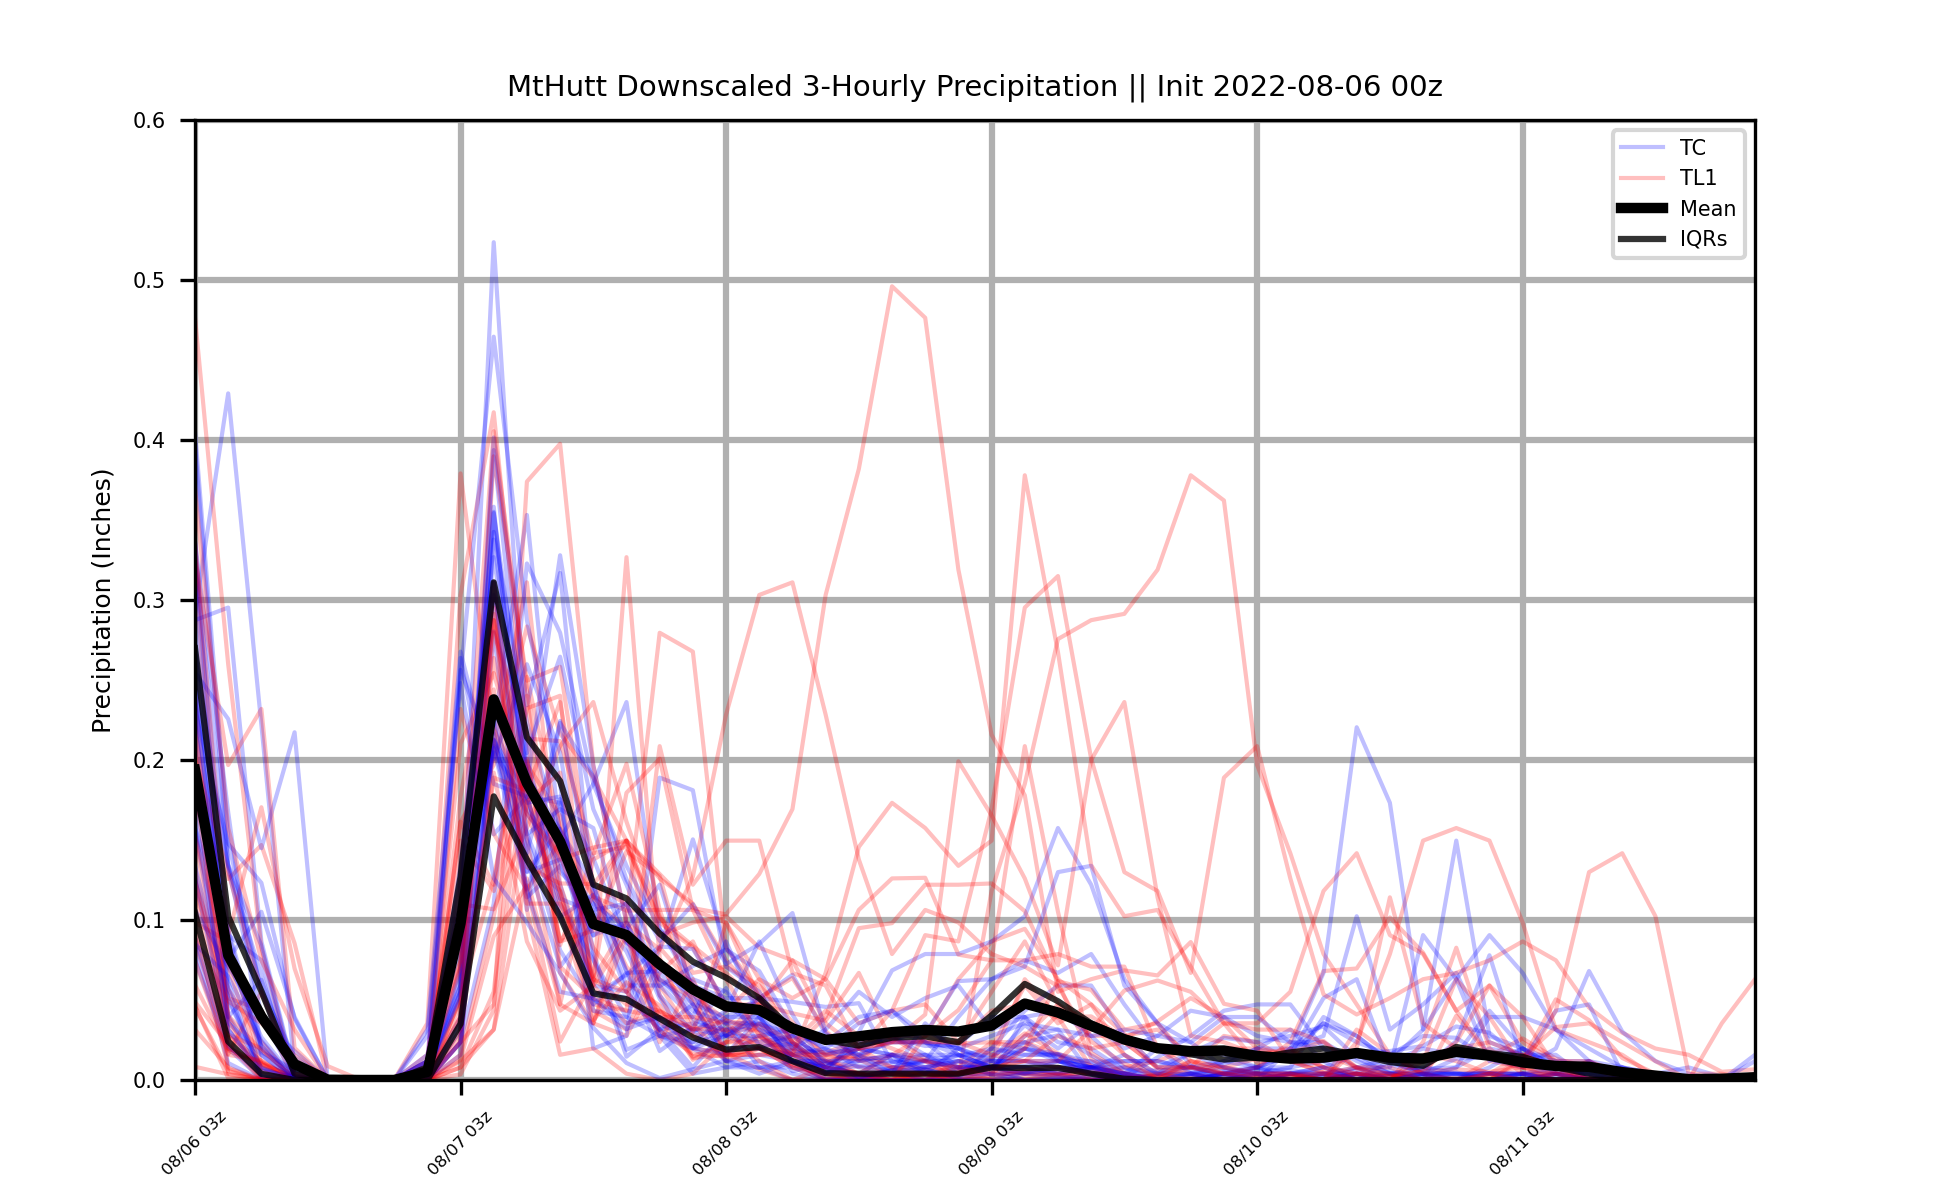 MtHutt Downscaled 3-Hourly Precipitation || Init 2022-08-06 00z
0.6
0.5
0.4
0.3
0.2
0.1
0.0
Precipitation (Inches)
TC
TL1
Mean
IQRs
08/06 03z
08/07 03z
08/08 03z
08/09 03z
08/10 03z
08/11 03z